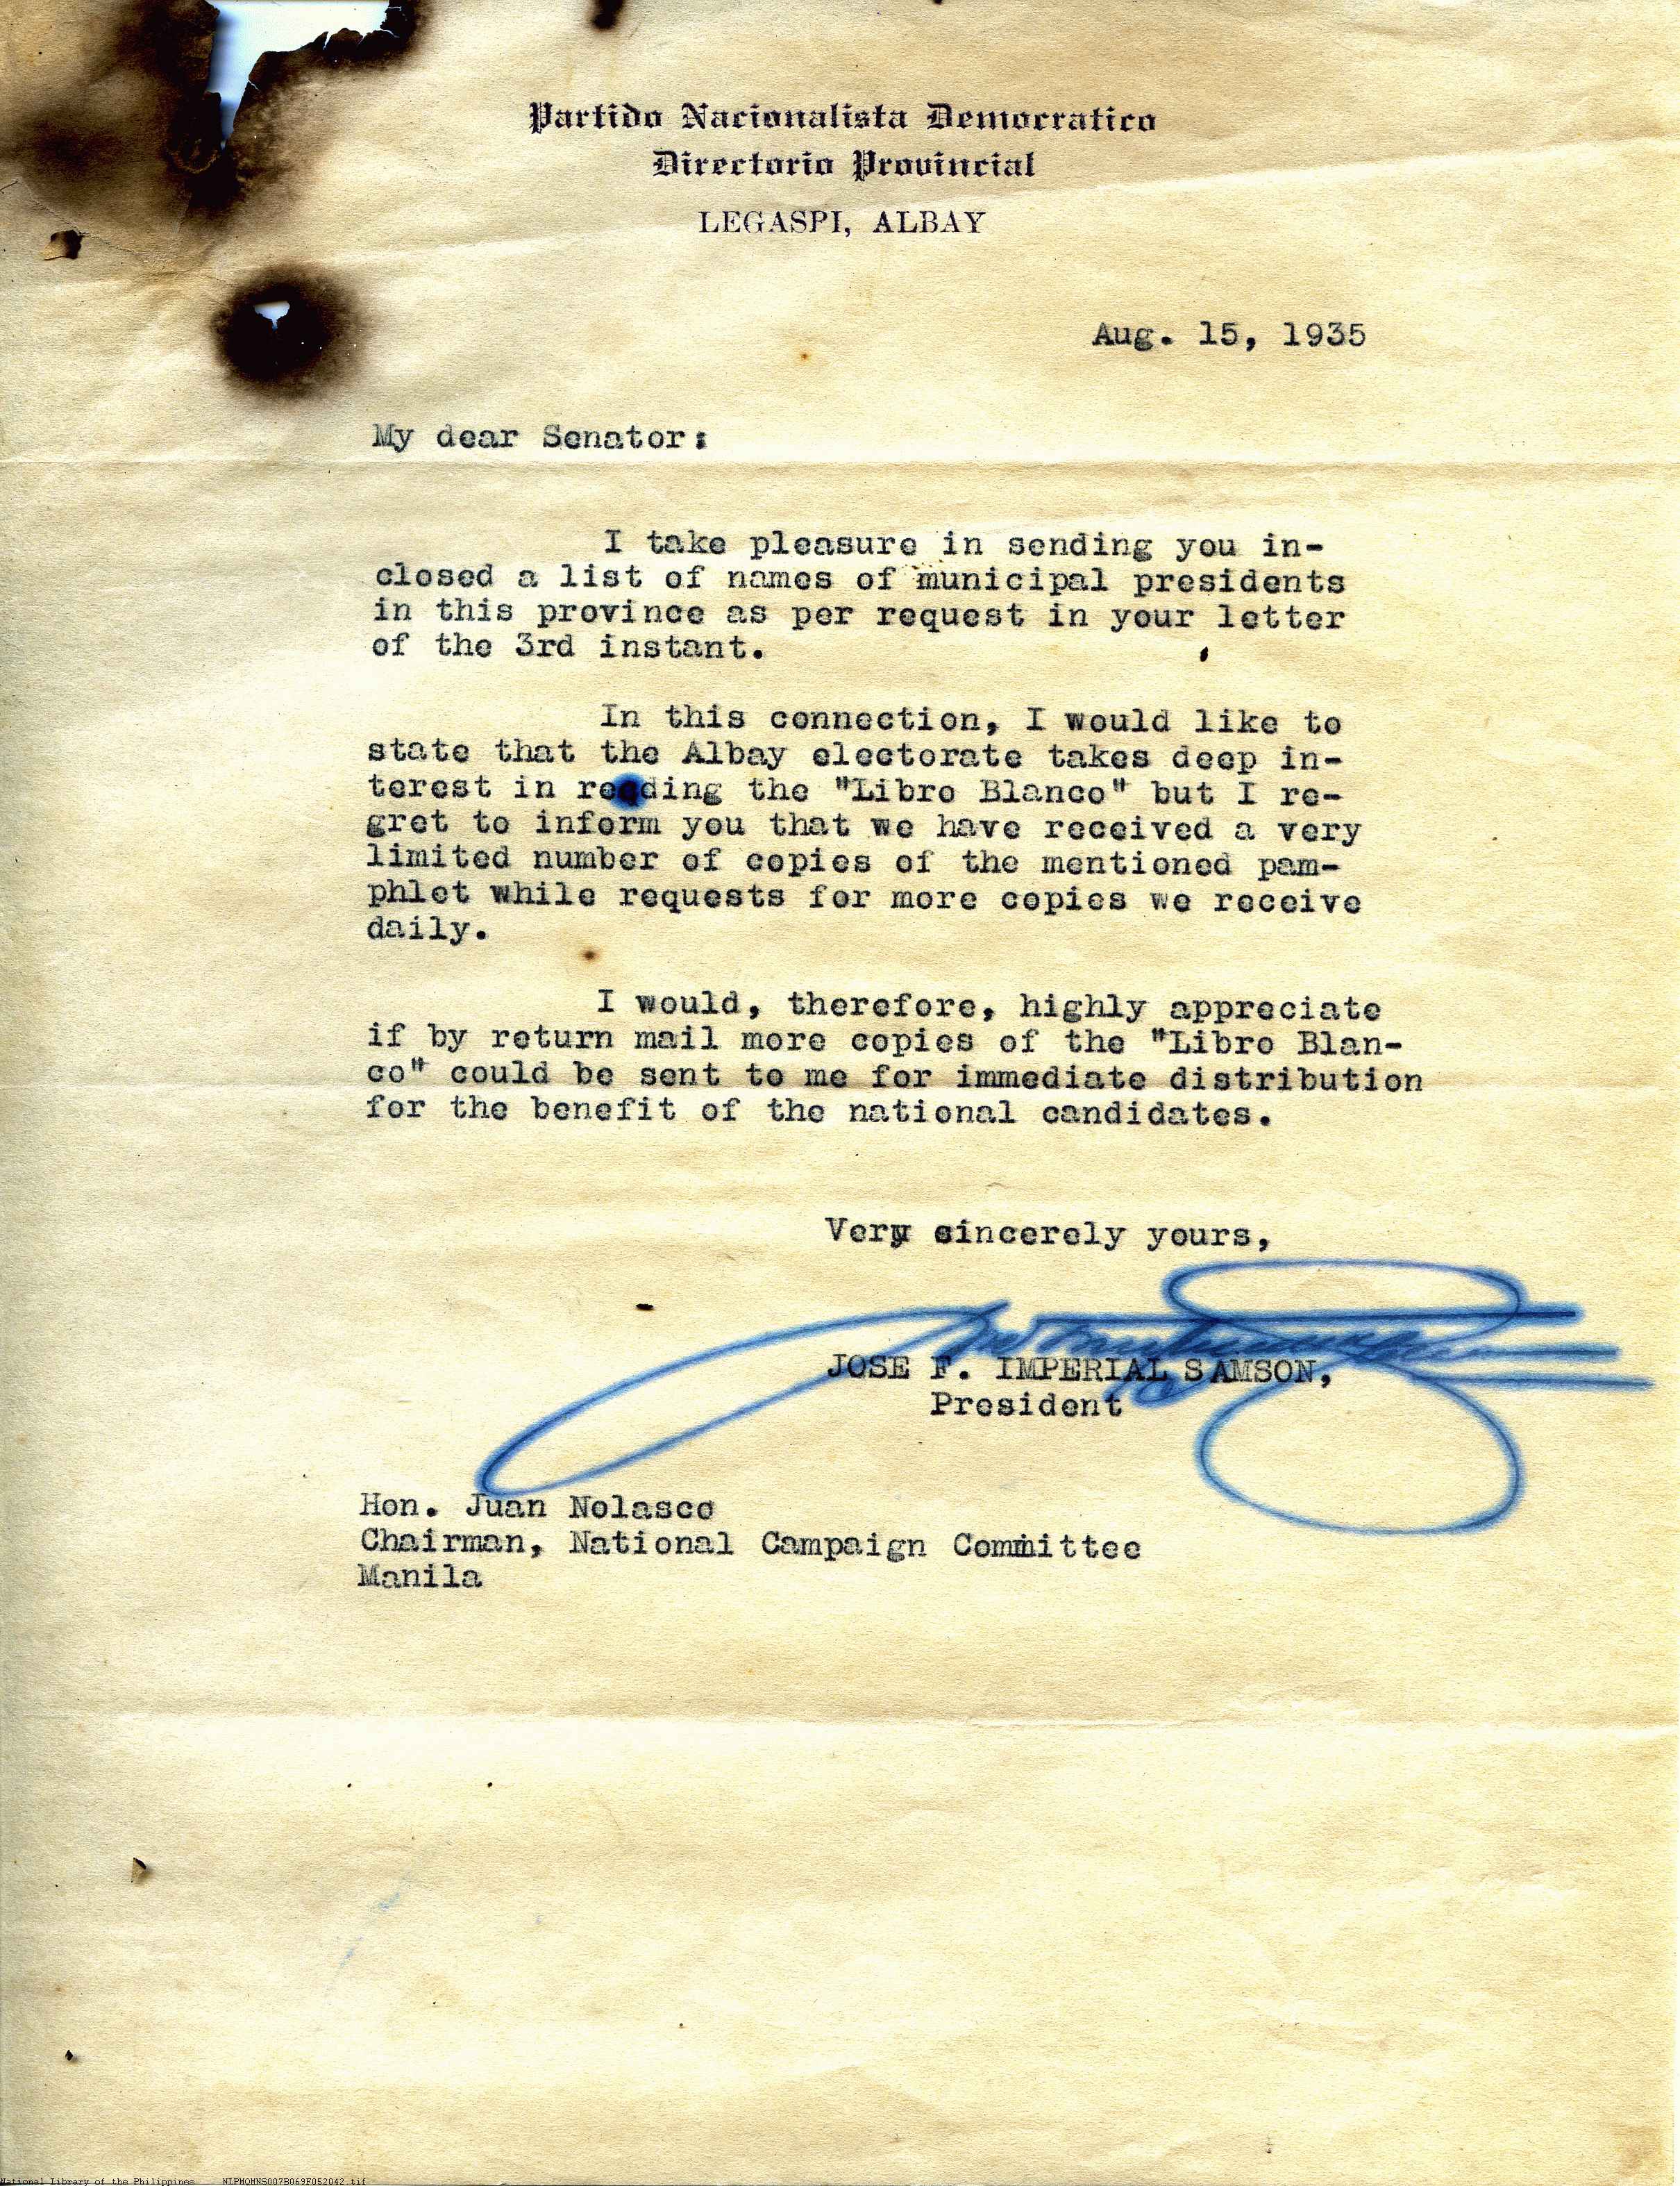 Partido Nacionalista Democratico
Directorio Provincial
LEGASPI, ALBAY
Aug. 15, 1935
My dear Senator:
I take pleasure in sending you in-
closed a list of names of municipal presidents
in this province as per request in your letter
of the 3rd instant.
In this connection, I would like to
state that the Albay electorate takes deep in-
terest in reading the "Libro Blanco" but I re-
gret to inform you that we have received a very
limited number of copies of the mentioned pam-
phlet while requests for more copies we receive
daily.
I would, therefore, highly appreciate
if by return mail more copies of the "Libro Blan-
co" could be sent to me for immediate distribution
for the benefit of the national candidates.
Very sincerely yours,
JOSE F. IMPERIAL SAMSON,
President
Hon. Juan Nolasco
Chairman, National Campaign Committee
Manila
National Library of the Philippines NLPMQMNS007B069F052042.tif